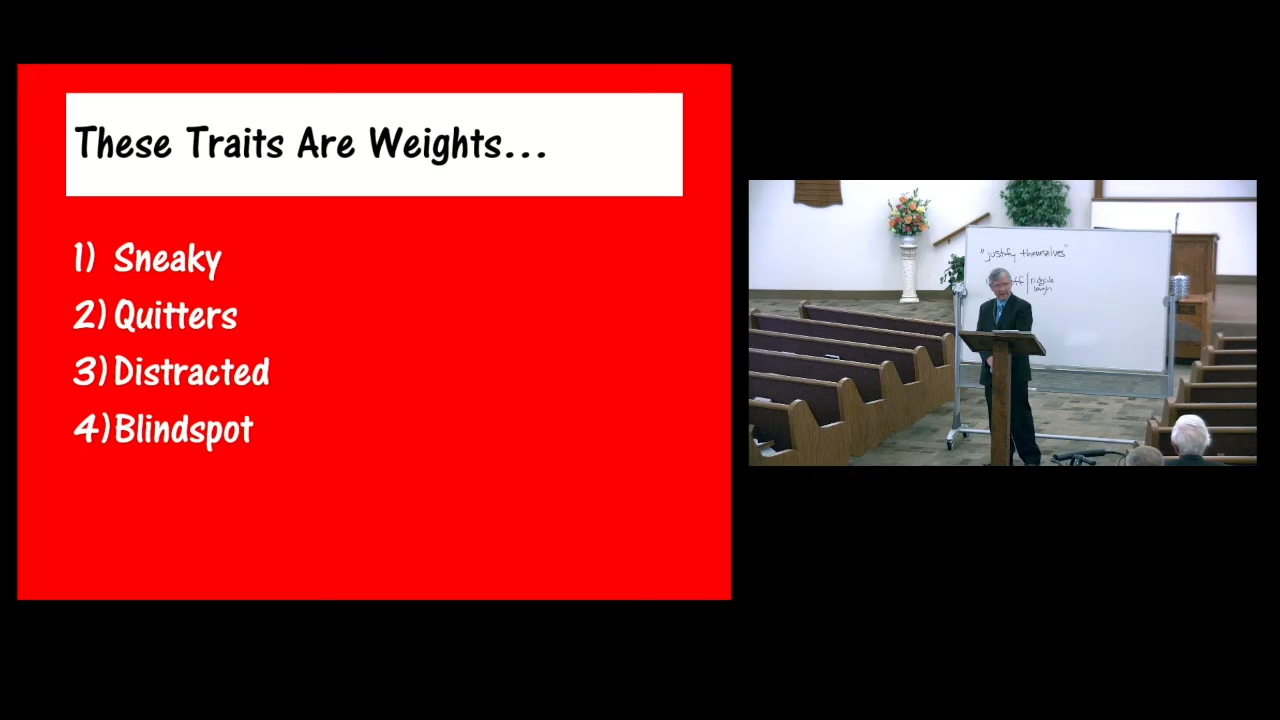 These Traits Are Weights...
1) Sneaky
2) Quitters
3) Distracted
4) Blindspot
"justify themselves"